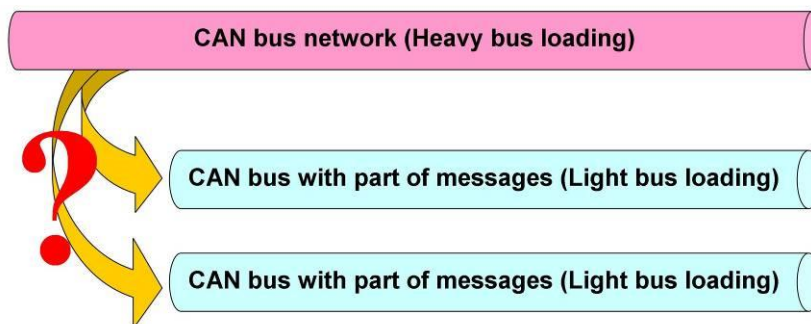 CAN bus network (Heavy bus loading)
?
CAN bus with part of messages (Light bus loading)
CAN bus with part of messages (Light bus loading)